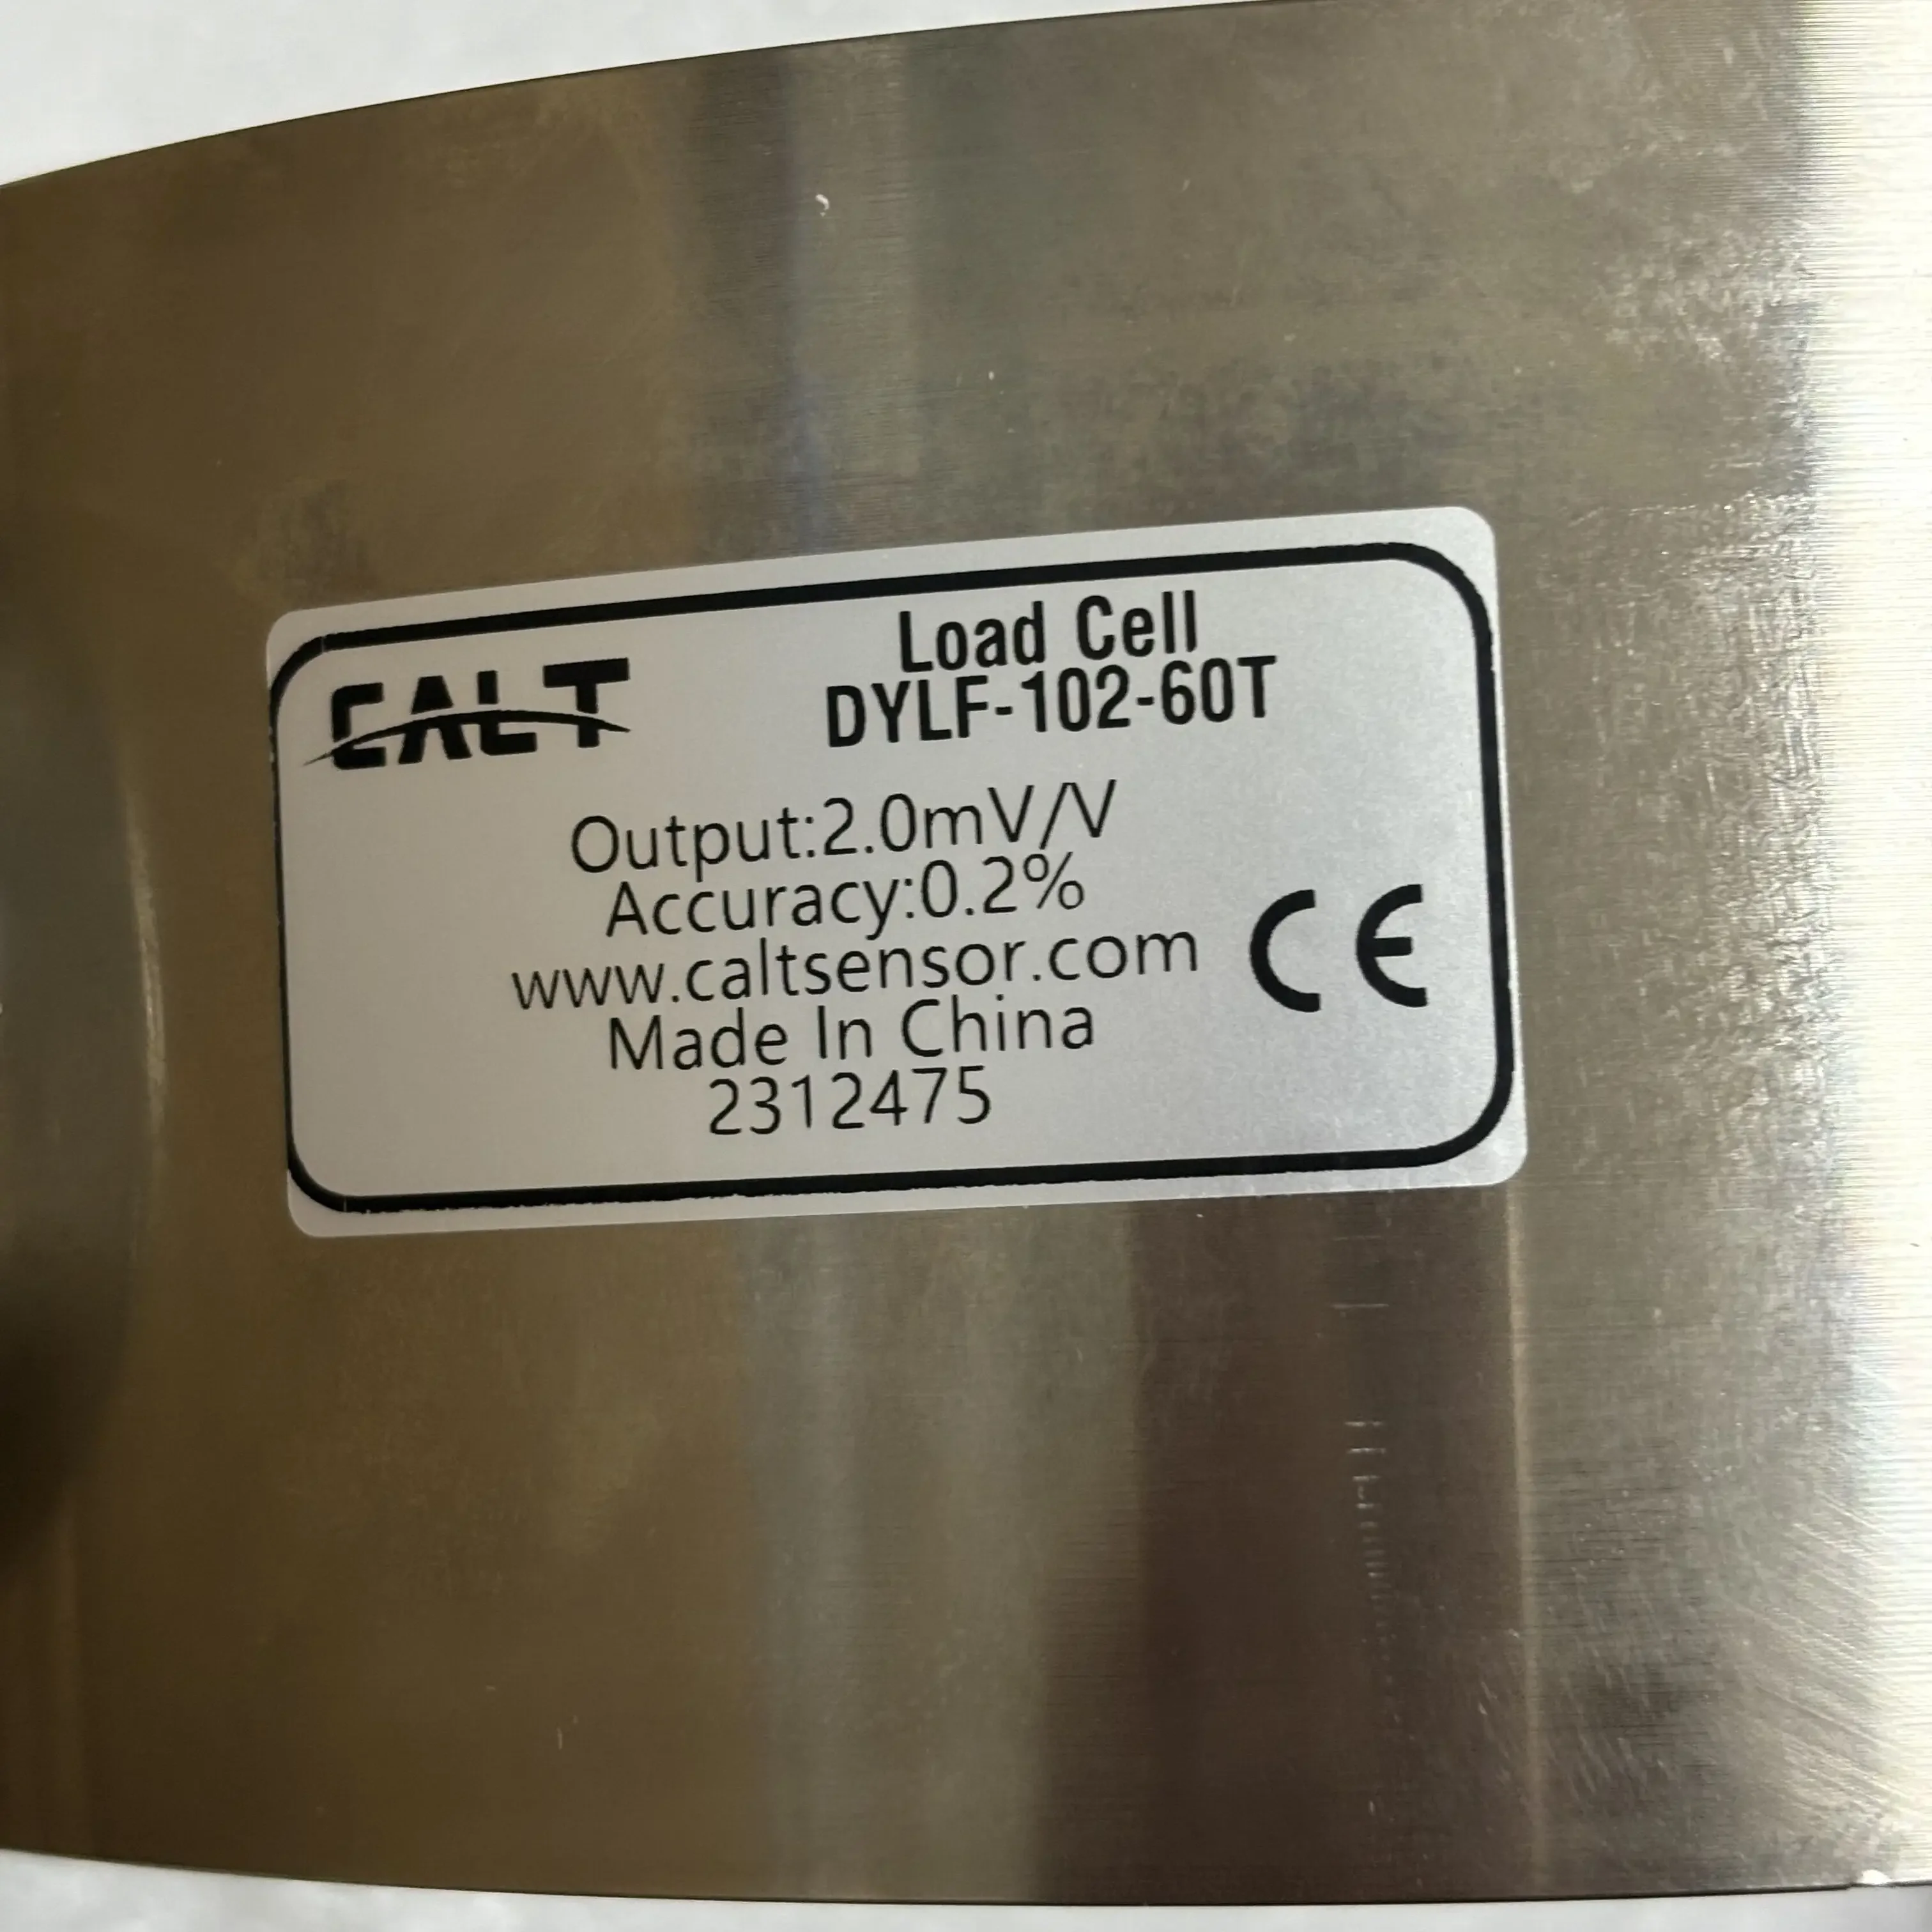 CALT
Load Cell
DYLF-102-60T
Output:2.0mV/V
Accuracy:0.2%
www.caltsensor.com
CE
Made In China
2312475